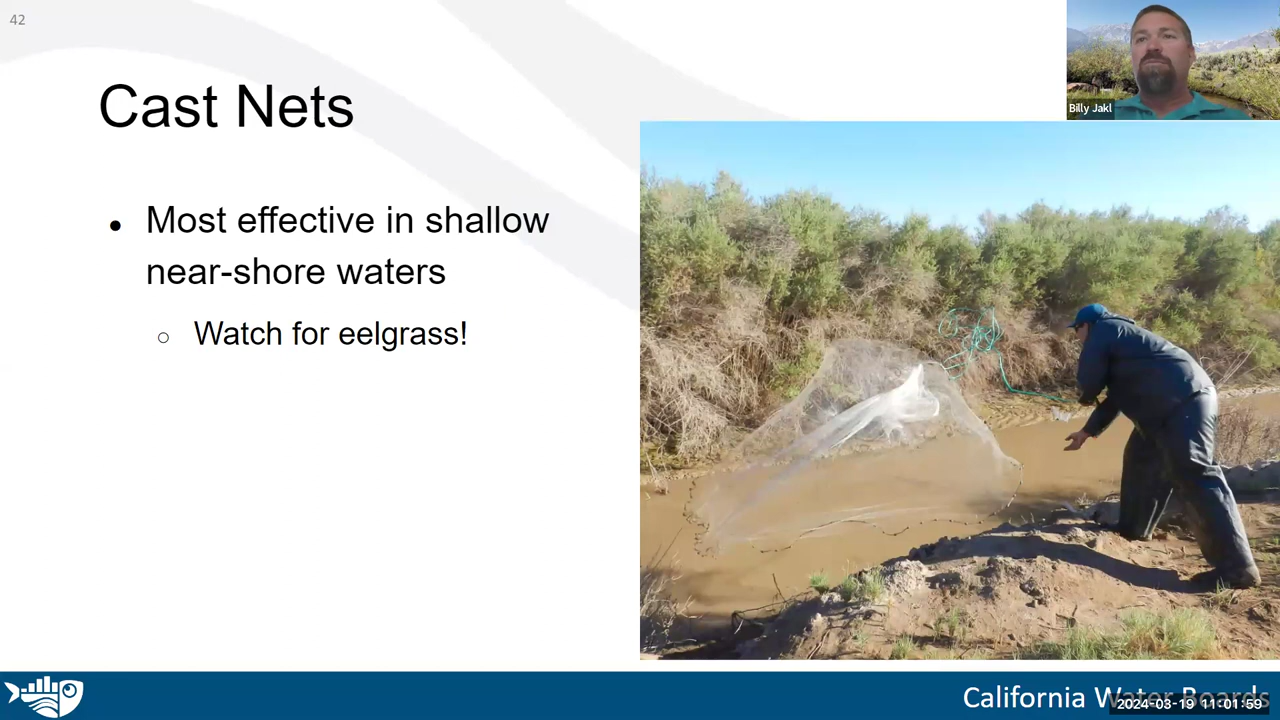 42
Billy Jakl
Cast Nets
• Most effective in shallow
near-shore waters
○ Watch for eelgrass!
California Water Boards
2024-03-19 11:01:59